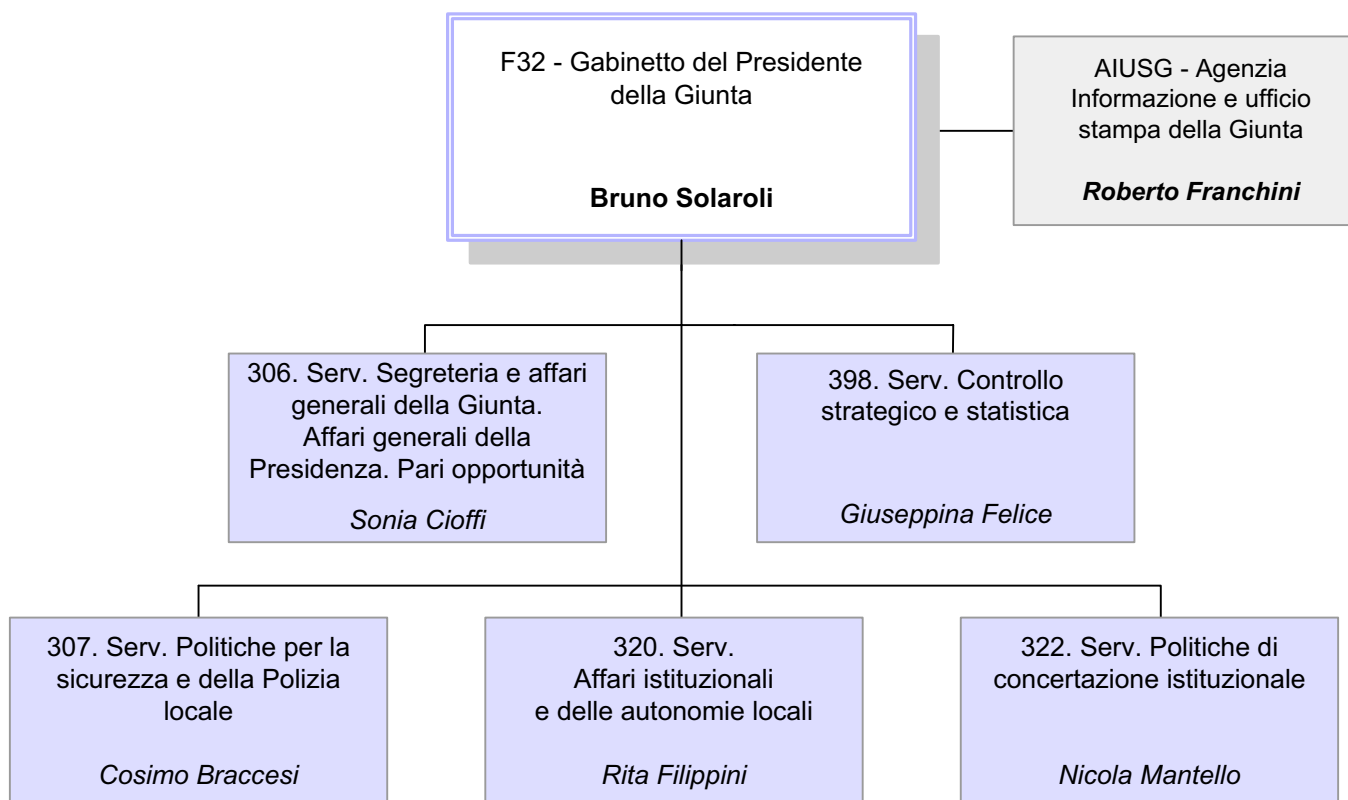 F32 - Gabinetto del Presidente
della Giunta
Bruno Solaroli
AIUSG - Agenzia
Informazione e ufficio
stampa della Giunta
Roberto Franchini
306. Serv. Segreteria e affari
generali della Giunta.
Affari generali della
Presidenza. Pari opportunità
Sonia Cioffi
398. Serv. Controllo
strategico e statistica
Giuseppina Felice
307. Serv. Politiche per la
sicurezza e della Polizia
locale
Cosimo Braccesi
320. Serv.
Affari istituzionali
e delle autonomie locali
Rita Filippini
322. Serv. Politiche di
concertazione istituzionale
Nicola Mantello